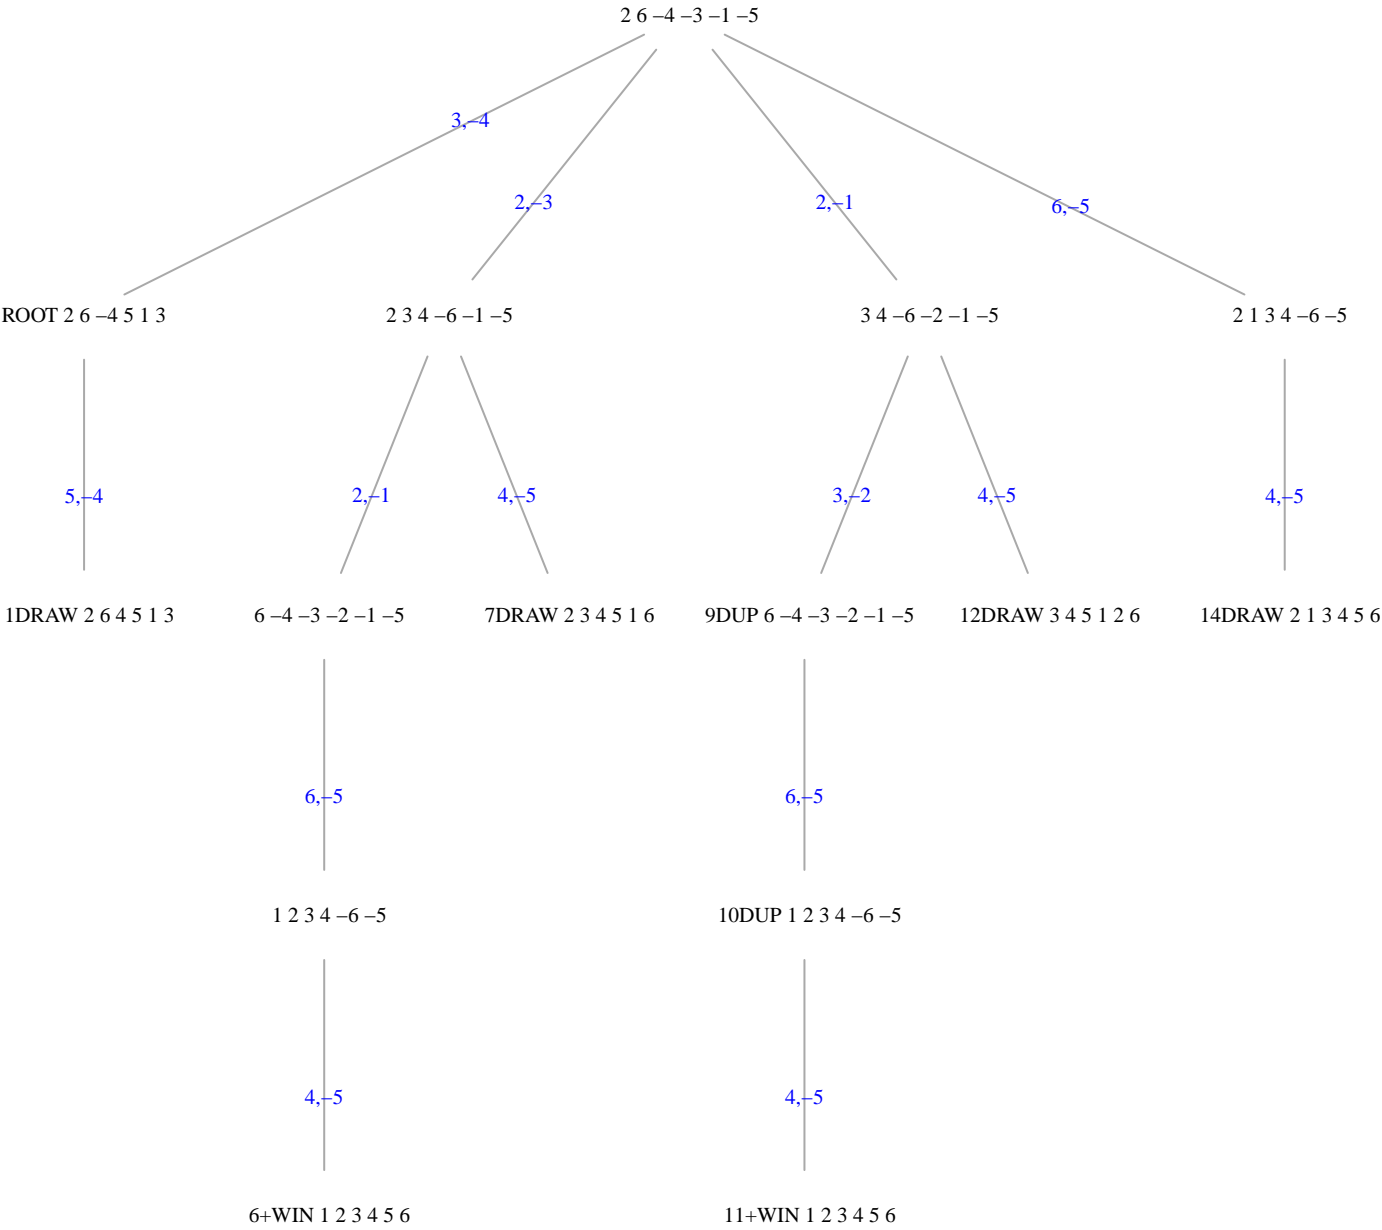 2 6 –4 –3 –1 –5
3,–4
2,–3
2,–1
6,–5
ROOT 2 6 –4 5 1 3
2 3 4 –6 –1 –5
3 4 –6 –2 –1 –5
2 1 3 4 –6 –5
5,–4
2,–1
4,–5
3,–2
4,–5
4,–5
1DRAW 2 6 4 5 1 3
6 –4 –3 –2 –1 –5
7DRAW 2 3 4 5 1 6
9DUP 6 –4 –3 –2 –1 –5
12DRAW 3 4 5 1 2 6
14DRAW 2 1 3 4 5 6
6,–5
6,–5
1 2 3 4 –6 –5
10DUP 1 2 3 4 –6 –5
4,–5
4,–5
6+WIN 1 2 3 4 5 6
11+WIN 1 2 3 4 5 6